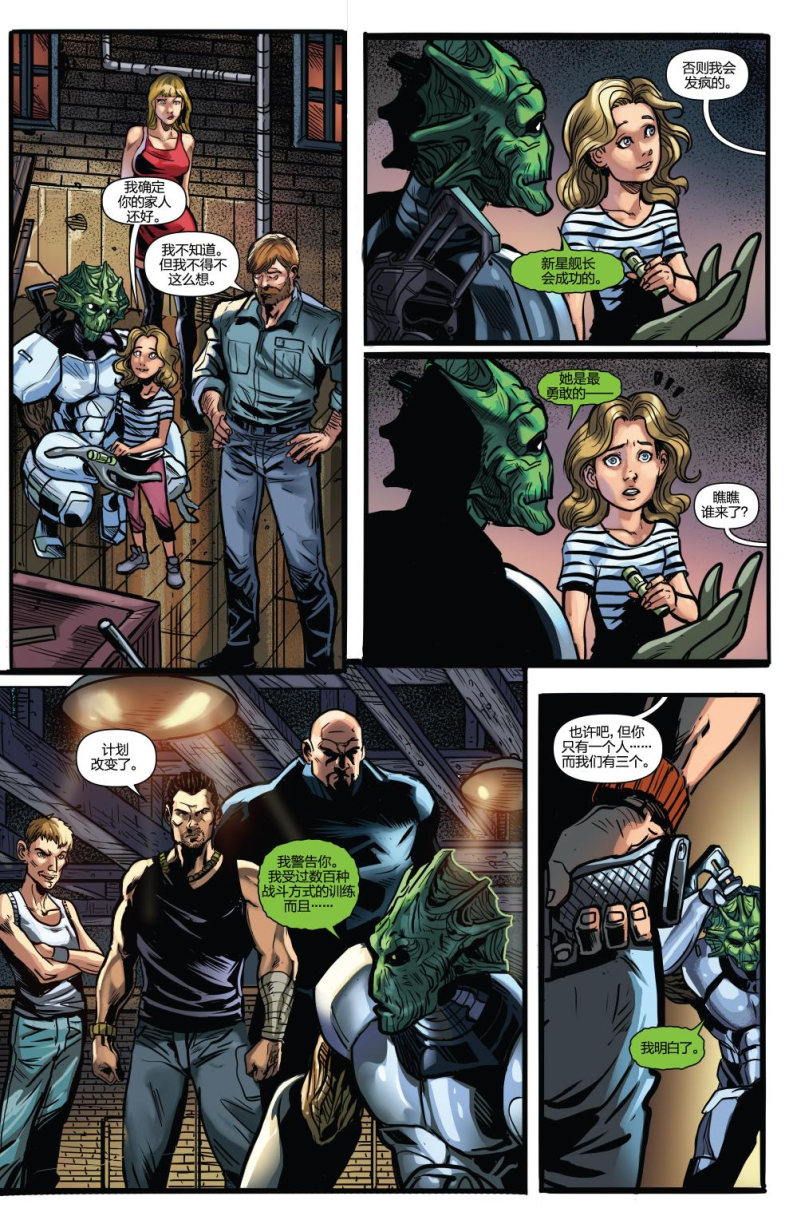 我确定
你的家人
还好。
我不知道。
但我不得不
这么想。
否则我会
发疯的。
新星舰长
会成功的。
她是最
勇敢的——
瞧瞧
谁来了？
计划
改变了。
我警告你。
我受过数百种
战斗方式的训练
而且……
也许吧，但你
只有一个人……
而我们有三个。
我明白了。